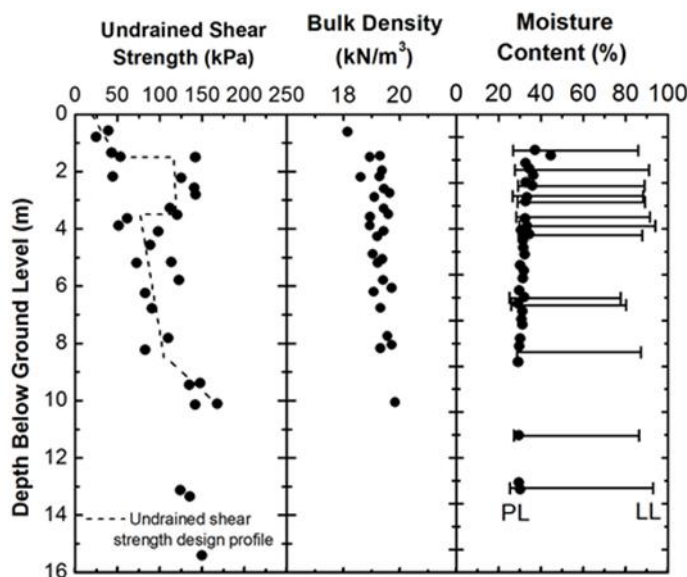 Undrained Shear
Strength (kPa)
Bulk Density
(kN/m³)
Moisture
Content (%)
0 50 100 150 200 250
18 20
0 20 40 60 80 100
Depth Below Ground Level (m)
0
2
4
6
8
10
12
14
16
Undrained shear
strength design profile
PL
LL